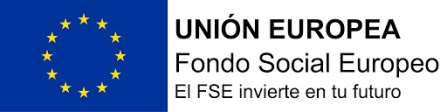 UNIÓN EUROPEA
Fondo Social Europeo
El FSE invierte en tu futuro